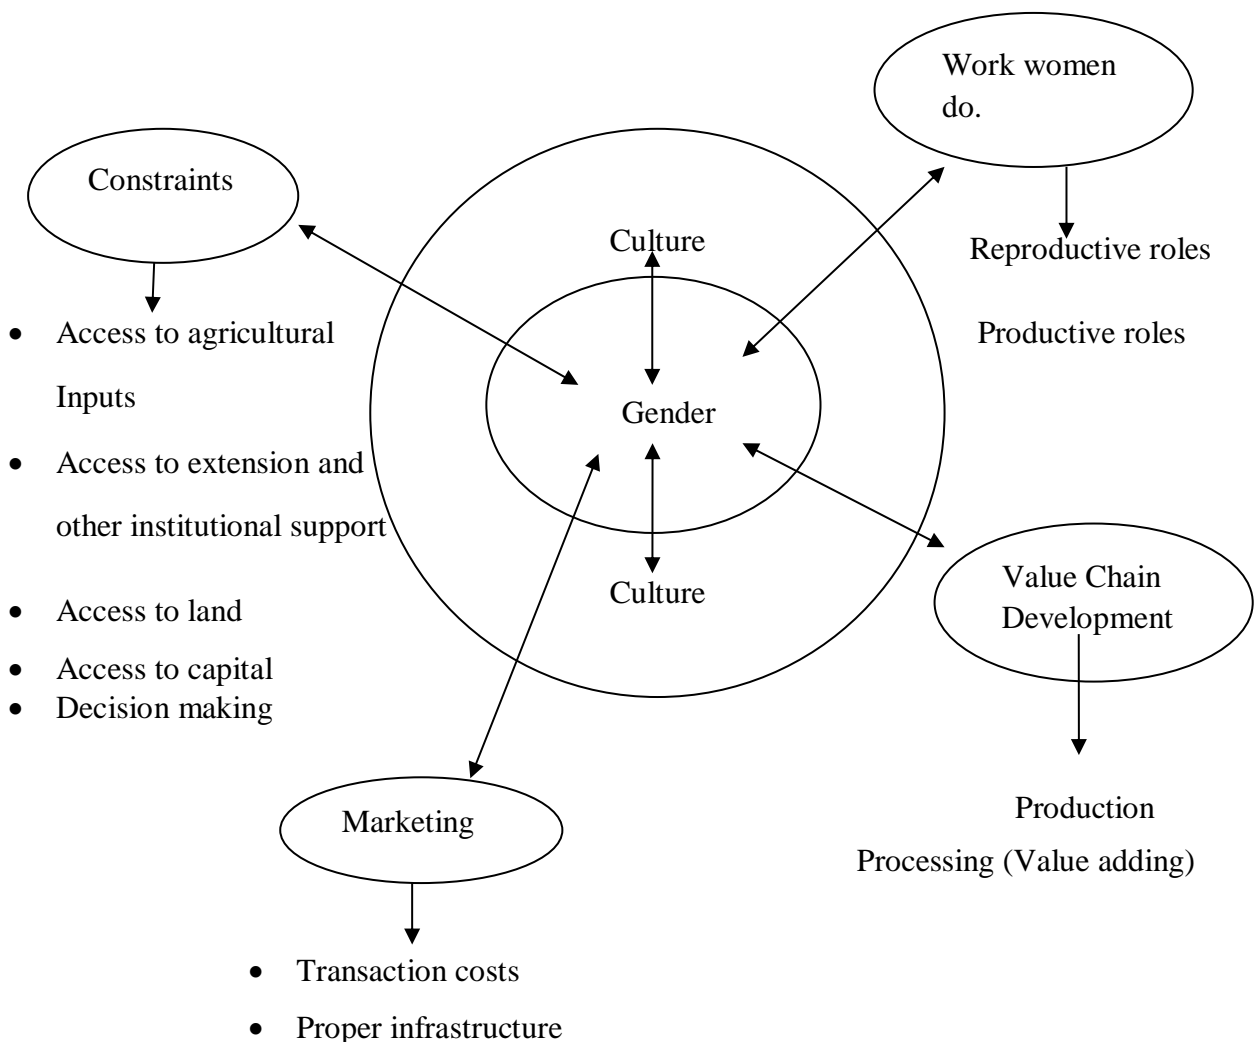 Work women
do.
Constraints
Culture
Reproductive roles
• Access to agricultural
Inputs
Productive roles
Gender
• Access to extension and
other institutional support
Culture
Value Chain
Development
• Access to land
• Access to capital
• Decision making
Production
Marketing
Processing (Value adding)
• Transaction costs
• Proper infrastructure